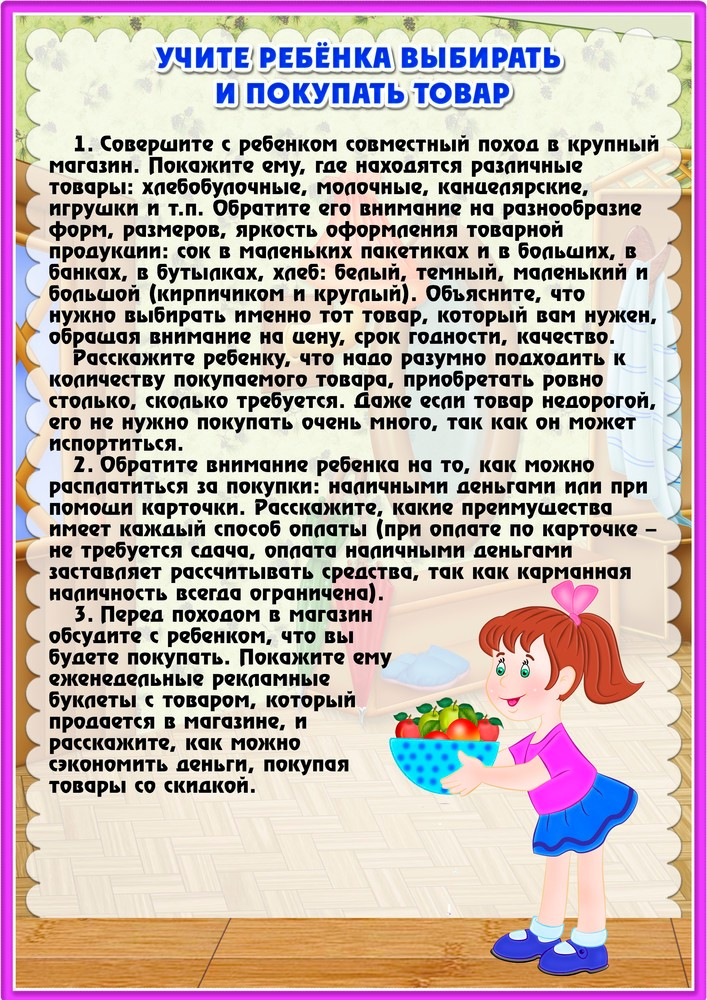 УЧИТЕ РЕБЁНКА ВЫБИРАТЬ
И ПОКУПАТЬ ТОВАР
1. Совершите с ребенком совместный поход в крупный
магазин. Покажите ему, где находятся различные
товары: хлебобулочные, молочные, канцелярские,
игрушки и т.п. Обратите его внимание на разнообразие
форм, размеров, яркость оформления товарной
продукции: сок в маленьких пакетиках и в больших, в
банках, в бутылках, хлеб: белый, темный, маленький и
большой (кирпичиком и круглый). Объясните, что
нужно выбирать именно тот товар, который вам нужен,
обращая внимание на цену, срок годности, качество.
Расскажите ребенку, что надо разумно подходить к
количеству покупаемого товара, приобретать ровно
столько, сколько требуется. Даже если товар недорогой,
его не нужно покупать очень много, так как он может
испортиться.
2. Обратите внимание ребенка на то, как можно
расплатиться за покупки: наличными деньгами или при
помощи карточки. Расскажите, какие преимущества
имеет каждый способ оплаты (при оплате по карточке –
не требуется сдача, оплата наличными деньгами
заставляет рассчитывать средства, так как карманная
наличность всегда ограничена).
3. Перед походом в магазин
обсудите с ребенком, что вы
будете покупать. Покажите ему
еженедельные рекламные
буклеты с товаром, который
продается в магазине, и
расскажите, как можно
сэкономить деньги, покупая
товары со скидкой.